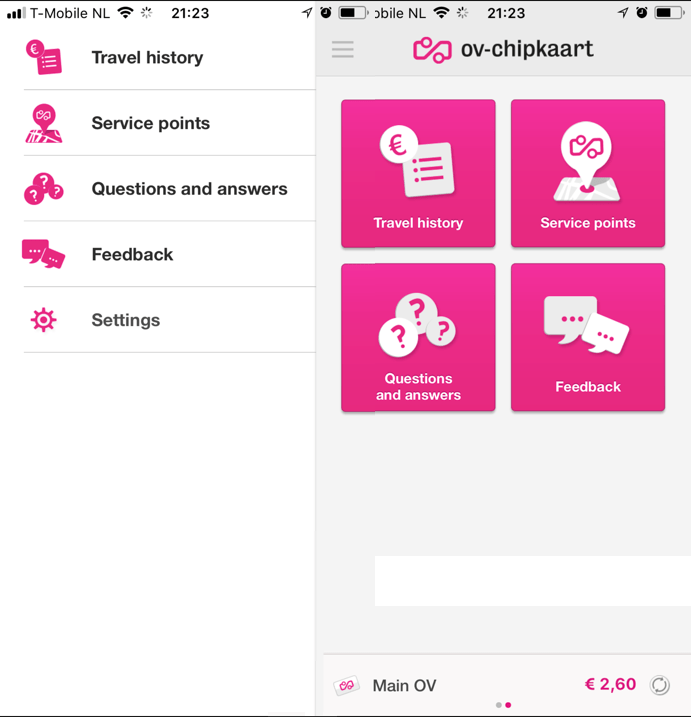 T-Mobile NL 21:23
Travel history
Service points
Questions and answers
Feedback
Settings
obile NL 21:23
ov-chipkaart
€
Travel history
Service points
? ? ?
Questions
and answers
Feedback
Main OV € 2,60